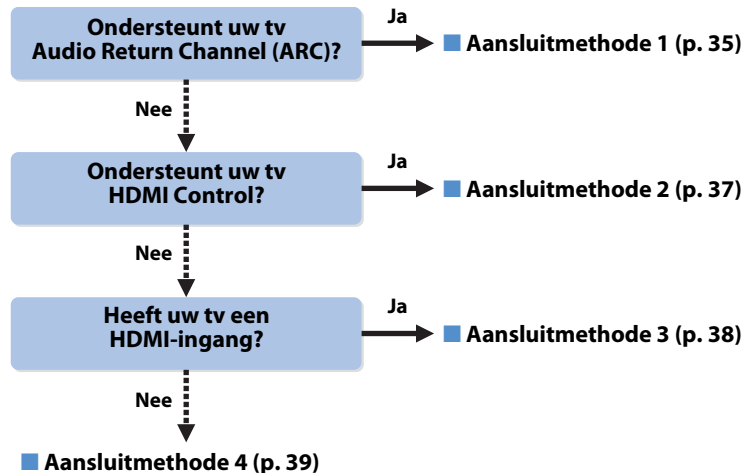 Ondersteunt uw tv
Audio Return Channel (ARC)?
Ja
■ Aansluitmethode 1 (p. 35)
Nee
Ondersteunt uw tv
HDMI Control?
Ja
■ Aansluitmethode 2 (p. 37)
Nee
Heeft uw tv een
HDMI-ingang?
Ja
■ Aansluitmethode 3 (p. 38)
Nee
■ Aansluitmethode 4 (p. 39)